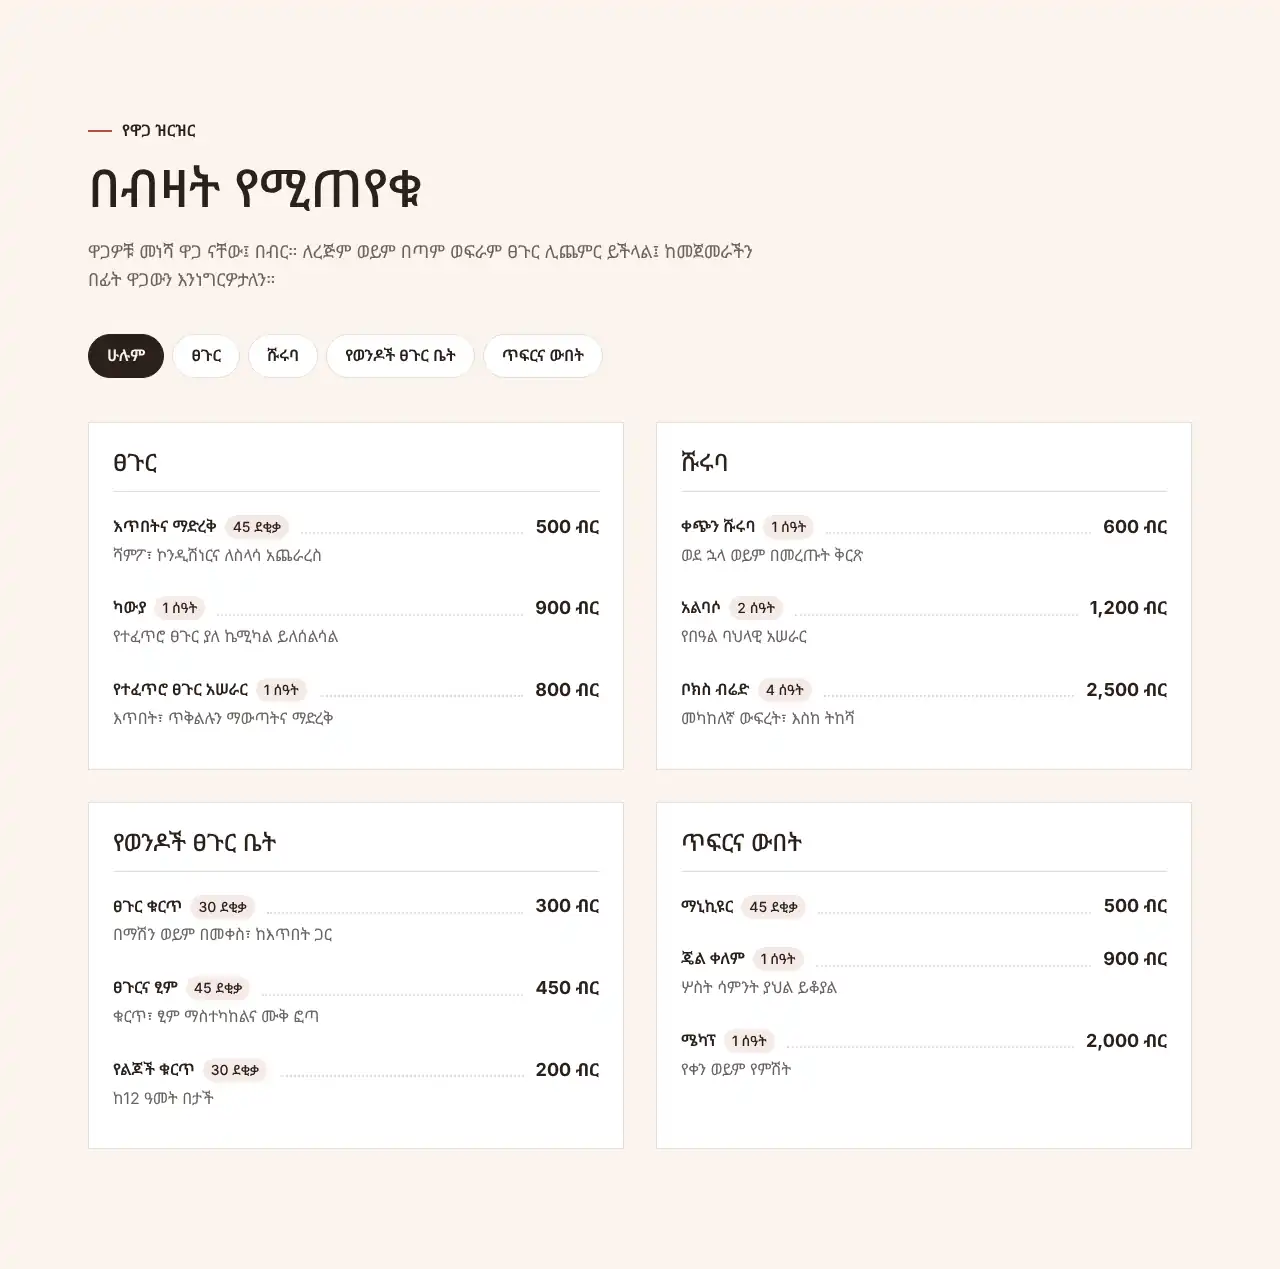 የዋጋ ዝርዝር
በብዛት የሚጠየቁ
ዋጋዎቹ መነሻ ዋጋ ናቸው፤ በብር። ለረጅም ወይም በጣም ወፍራም ፀጉር ሊጨምር ይችላል፤ ከመጀመራችን
በፊት ዋጋውን እንነግርዎታለን።
ሁሉም ፀጉር ሹሩባ የወንዶች ፀጉር ቤት ጥፍርና ውበት
ፀጉር
እጥበትና ማድረቅ 45 ደቂቃ 500 ብር
ሻምፖ፣ ኮንዲሽነርና ለስላሳ አጨራረስ
ካውያ 1 ሰዓት 900 ብር
የተፈጥሮ ፀጉር ያለ ኬሚካል ይለሰልሳል
የተፈጥሮ ፀጉር አሠራር 1 ሰዓት 800 ብር
እጥበት፣ ጥቅልሉን ማውጣትና ማድረቅ
ሹሩባ
ቀጭን ሹሩባ 1 ሰዓት 600 ብር
ወደ ኋላ ወይም በመረጡት ቅርጽ
አልባሶ 2 ሰዓት 1,200 ብር
የበዓል ባህላዊ አሠራር
ቦክስ ብሬድ 4 ሰዓት 2,500 ብር
መካከለኛ ውፍረት፣ እስከ ትከሻ
የወንዶች ፀጉር ቤት
ፀጉር ቁርጥ 30 ደቂቃ 300 ብር
በማሽን ወይም በመቀስ፣ ከእጥበት ጋር
ፀጉርና ፂም 45 ደቂቃ 450 ብር
ቁርጥ፣ ፂም ማስተካከልና ሙቅ ፎጣ
የልጆች ቁርጥ 30 ደቂቃ 200 ብር
ከ12 ዓመት በታች
ጥፍርና ውበት
ማኒኪዩር 45 ደቂቃ 500 ብር
ጄል ቀለም 1 ሰዓት 900 ብር
ሦስት ሳምንት ያህል ይቆያል
ሜካፕ 1 ሰዓት 2,000 ብር
የቀን ወይም የምሽት